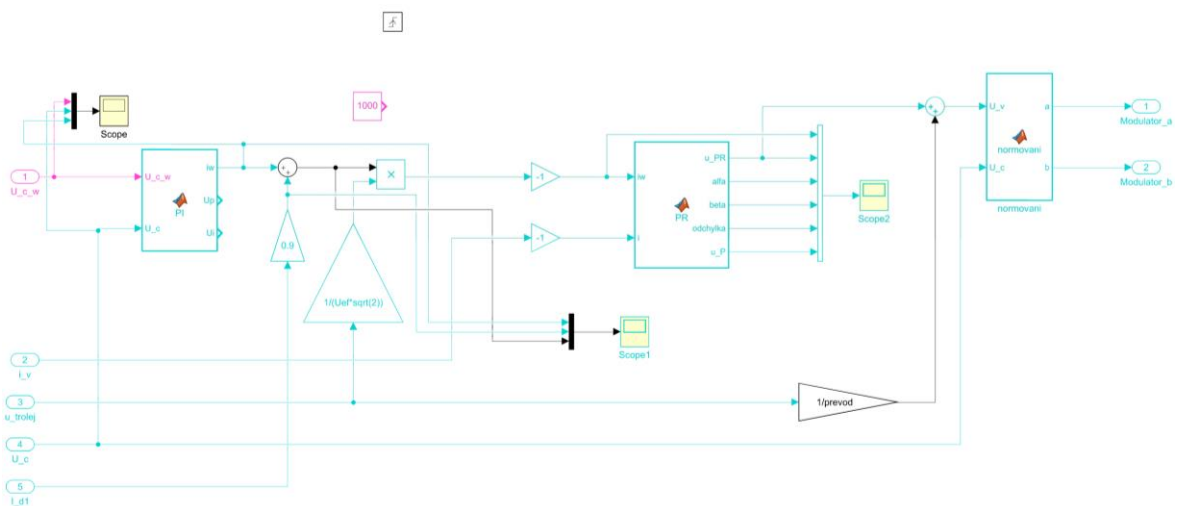 1000
Scope
1
U_c_w
U_c_w
U_c
PI
iw
Up
Ui
+
+
×
0.9
1/(Uef*sqrt(2))
-1
-1
iw
i
PR
u_PR
alfa
beta
odchylka
u_P
Scope2
+
+
U_v
U_c
normovani
a
b
normovani
1
Modulator_a
2
Modulator_b
Scope1
2
i_v
3
u_trolej
4
U_c
5
I_d1
1/prevod